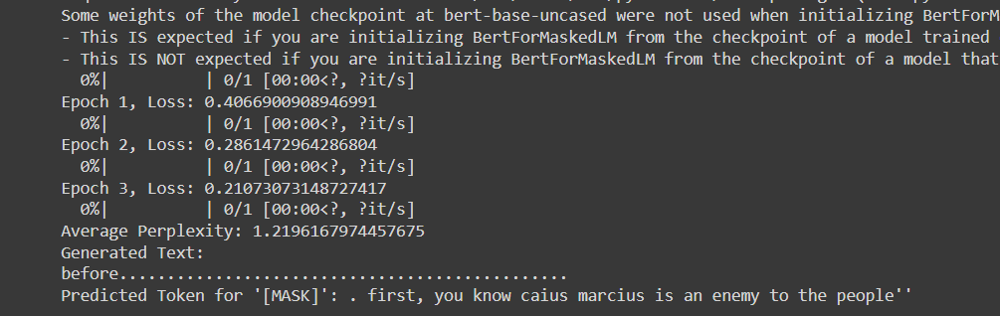 Some weights of the model checkpoint at bert-base-uncased were not used when initializing BertForM
- This IS expected if you are initializing BertForMaskedLM from the checkpoint of a model trained
- This IS NOT expected if you are initializing BertForMaskedLM from the checkpoint of a model that
0%| | 0/1 [00:00<?, ?it/s]
Epoch 1, Loss: 0.4066900908946991
0%| | 0/1 [00:00<?, ?it/s]
Epoch 2, Loss: 0.2861472964286804
0%| | 0/1 [00:00<?, ?it/s]
Epoch 3, Loss: 0.21073073148727417
0%| | 0/1 [00:00<?, ?it/s]
Average Perplexity: 1.2196167974457675
Generated Text:
before..................................................
Predicted Token for '[MASK]': . first, you know caius marcius is an enemy to the people''